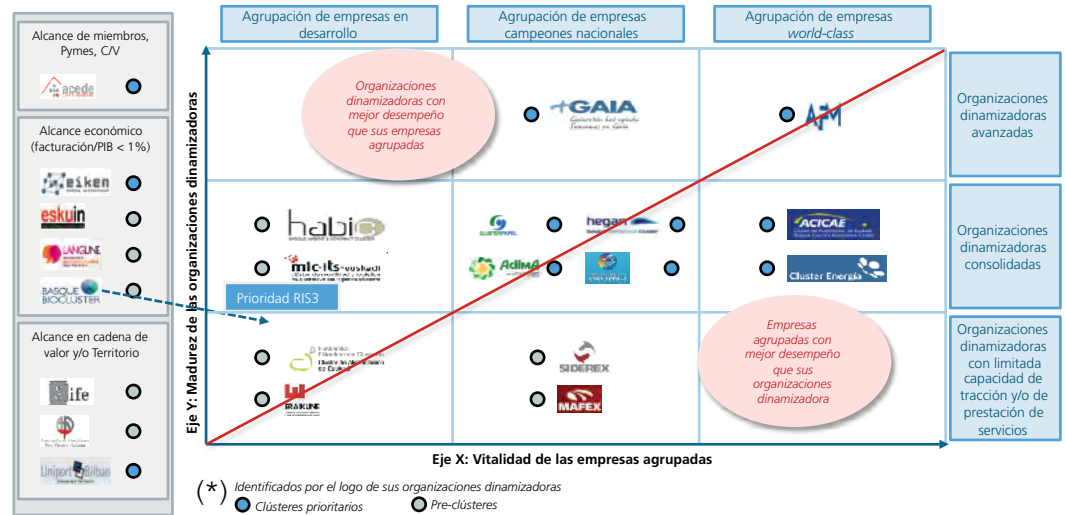 Alcance de miembros,
Pymes, C/V
acede
Alcance económico
(facturación/PIB < 1%)
eiken
eskuin
LANGUNE
BASQUE
BIOCLUSTER
Alcance en cadena de
valor y/o Territorio
ife
Uniport Bilbao
Agrupación de empresas en
desarrollo
Agrupación de empresas
campeones nacionales
Agrupación de empresas
world-class
Eje Y: Madurez de las organizaciones dinamizadoras
Organizaciones
dinamizadoras con
mejor desempeño
que sus empresas
agrupadas
+GAIA
AFM
Organizaciones
dinamizadoras
avanzadas
habic
CLUSTERPAPEL
hegan
ACICAE
mlc-its-euskadi
AdIMA
Cluster Energía
Organizaciones
dinamizadoras
consolidadas
Prioridad RIS3
SIDEREX
ERAIKUNE
MAFEX
Empresas
agrupadas con
mejor desempeño
que sus
organizaciones
dinamizadora
Organizaciones
dinamizadoras
con limitada
capacidad de
tracción y/o de
prestación de
servicios
Eje X: Vitalidad de las empresas agrupadas
(*) Identificados por el logo de sus organizaciones dinamizadoras
Clústeres prioritarios
Pre-clústeres